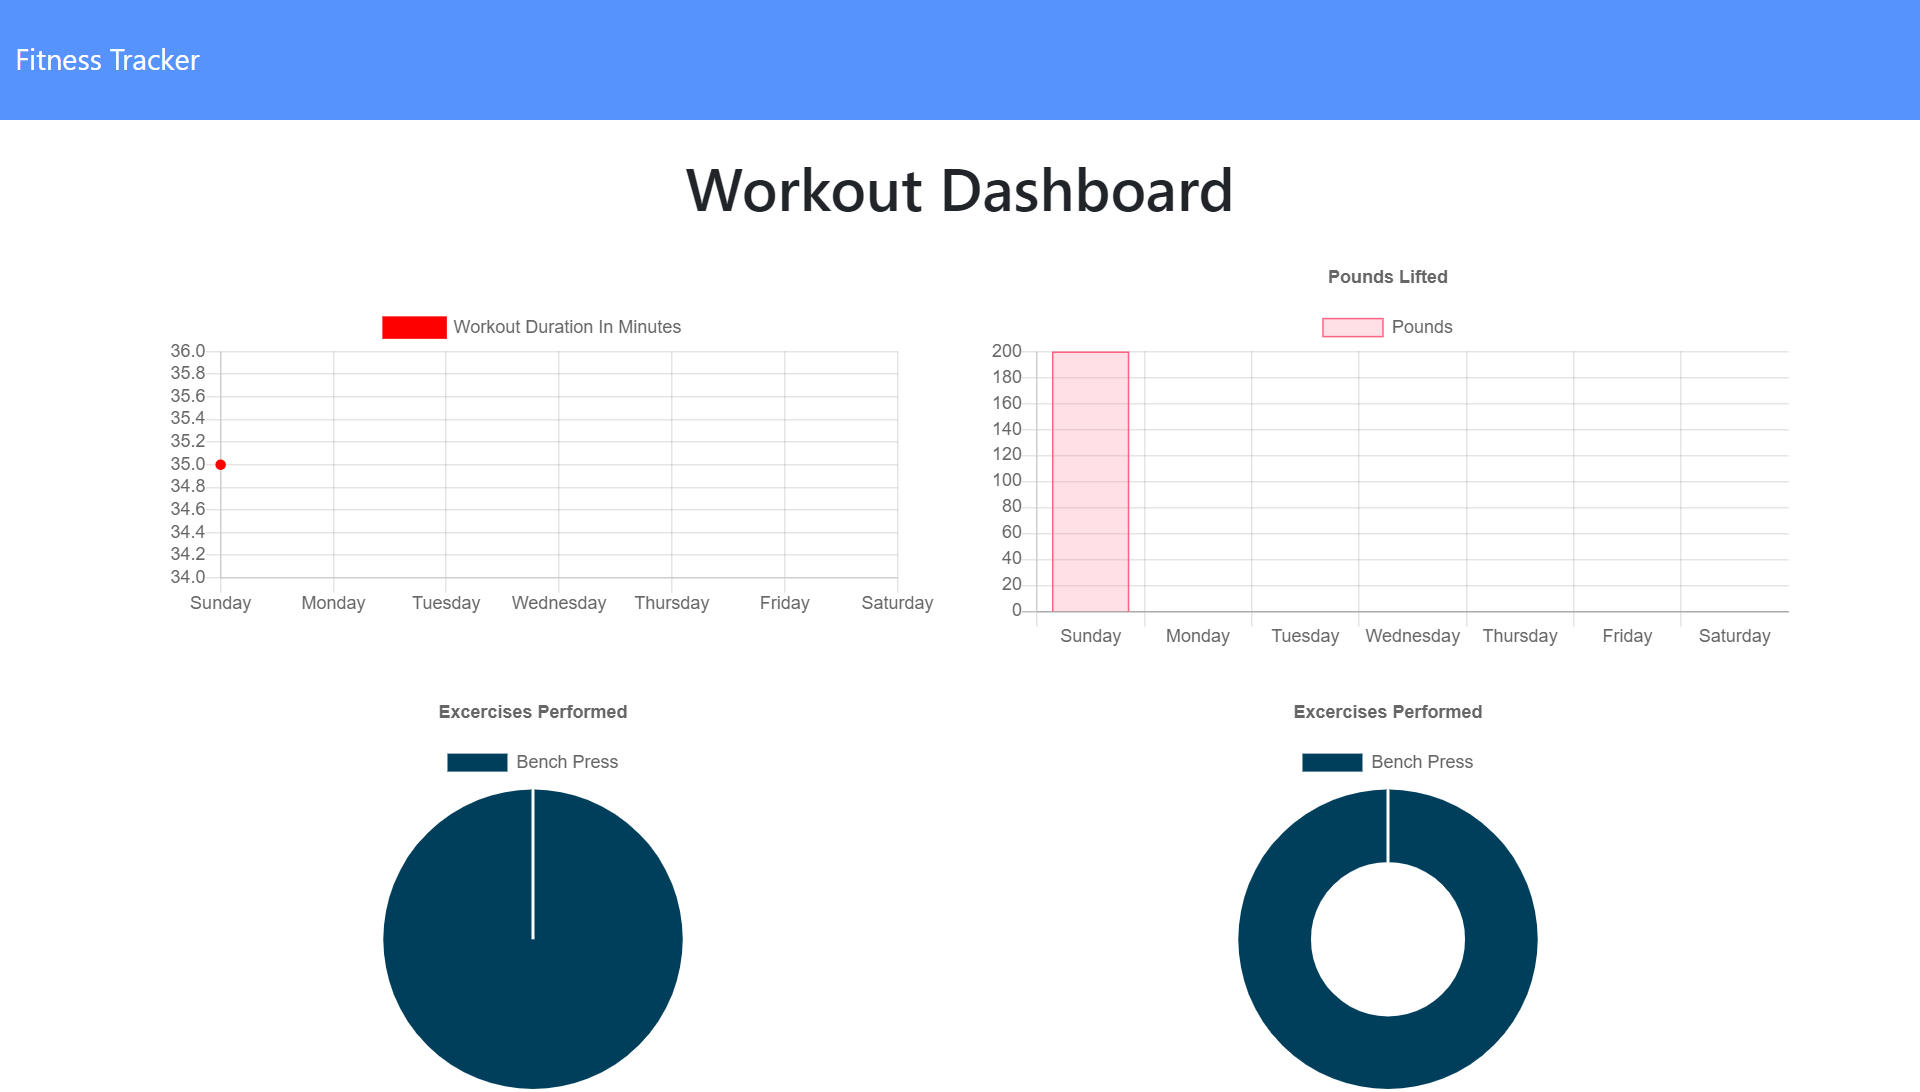 Fitness Tracker
Workout Dashboard
Workout Duration In Minutes
36.0
35.8
35.6
35.4
35.2
35.0
34.8
34.6
34.4
34.2
34.0
Sunday Monday Tuesday Wednesday Thursday Friday Saturday
Pounds Lifted
Pounds
200
180
160
140
120
100
80
60
40
20
0
Sunday Monday Tuesday Wednesday Thursday Friday Saturday
Excercises Performed
Bench Press
Excercises Performed
Bench Press